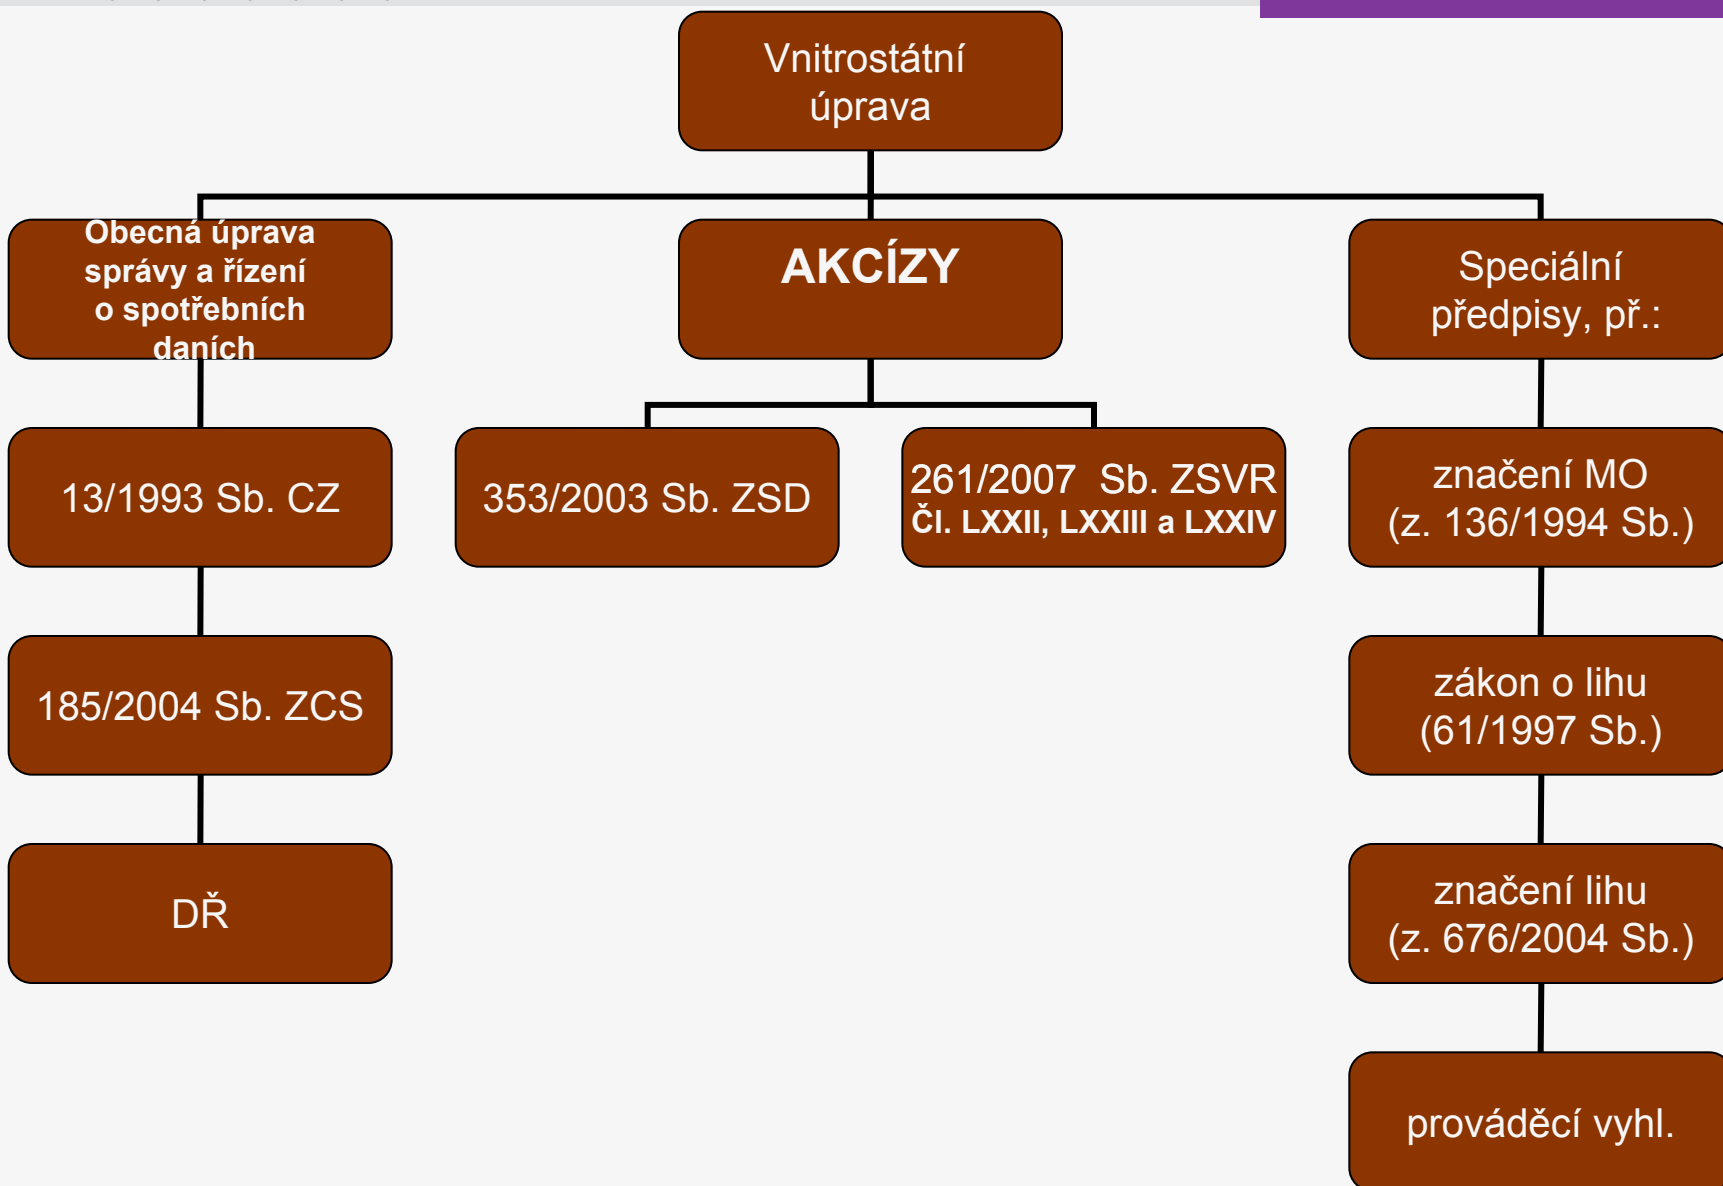 Vnitrostátní
úprava
Obecná úprava
správy a řízení
o spotřebních
daních
AKCÍZY
Speciální
předpisy, př.:
13/1993 Sb. CZ
353/2003 Sb. ZSD
261/2007 Sb. ZSVR
Čl. LXXII, LXXIII a LXXIV
značení MO
(z. 136/1994 Sb.)
185/2004 Sb. ZCS
zákon o lihu
(61/1997 Sb.)
DŘ
značení lihu
(z. 676/2004 Sb.)
prováděcí vyhl.